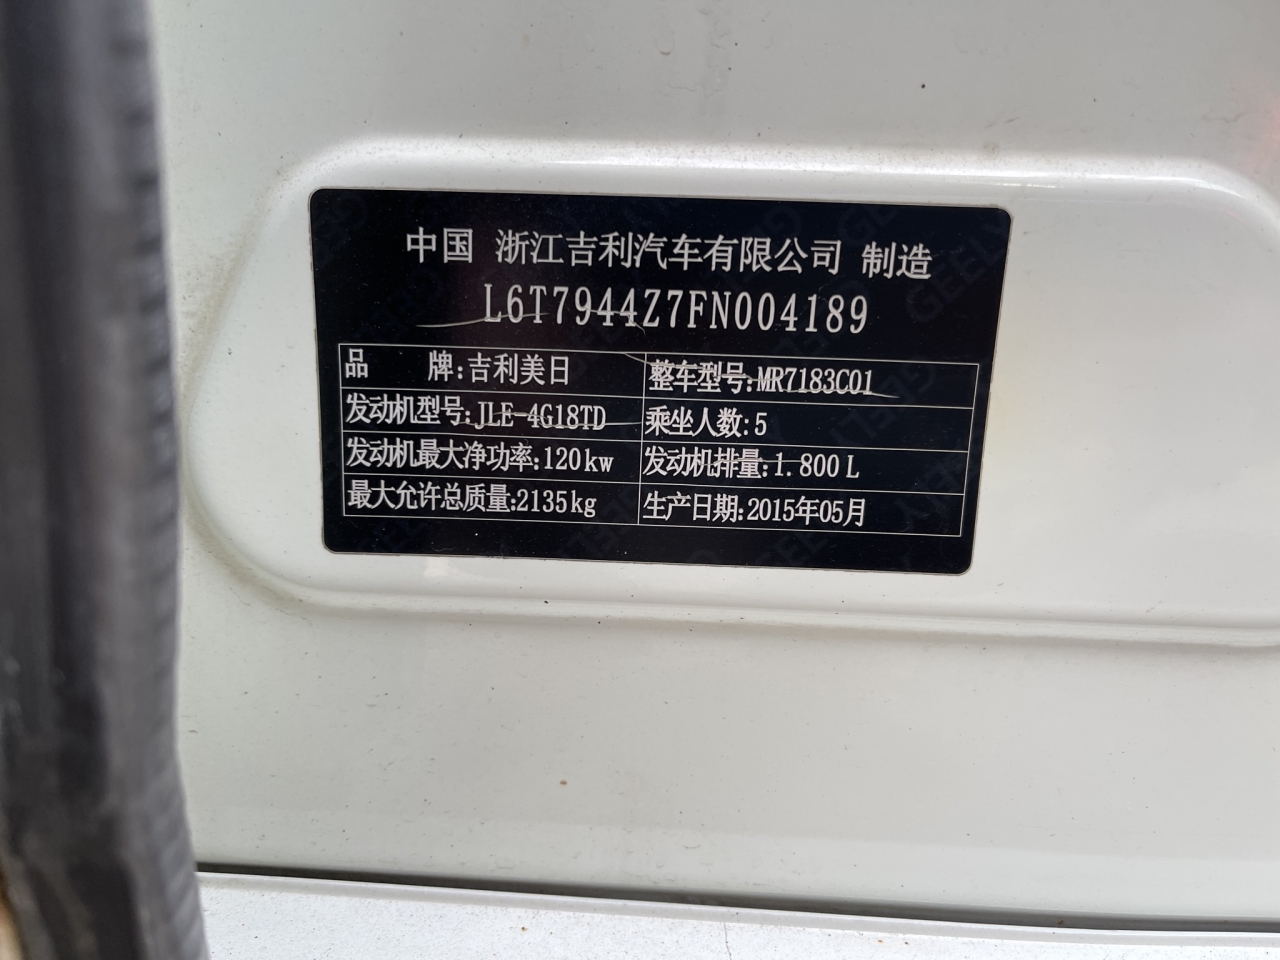 中国 浙江吉利汽车有限公司 制造
L6T7944Z7FN004189
品 牌:吉利美日 整车型号:MR7183C01
发动机型号:JLE-4G18TD 乘坐人数:5
发动机最大净功率:120kw 发动机排量:1.800L
最大允许总质量:2135kg 生产日期:2015年05月